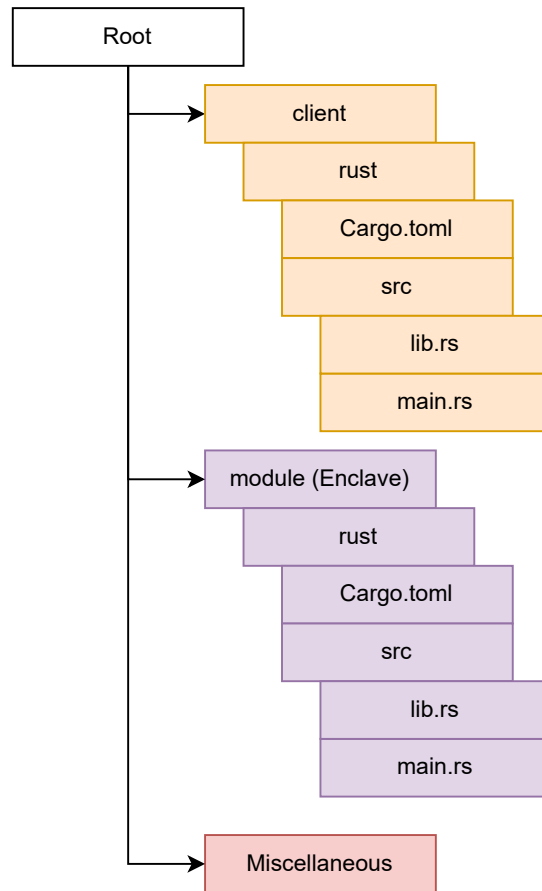 Root
client
rust
Cargo.toml
src
lib.rs
main.rs
module (Enclave)
rust
Cargo.toml
src
lib.rs
main.rs
Miscellaneous